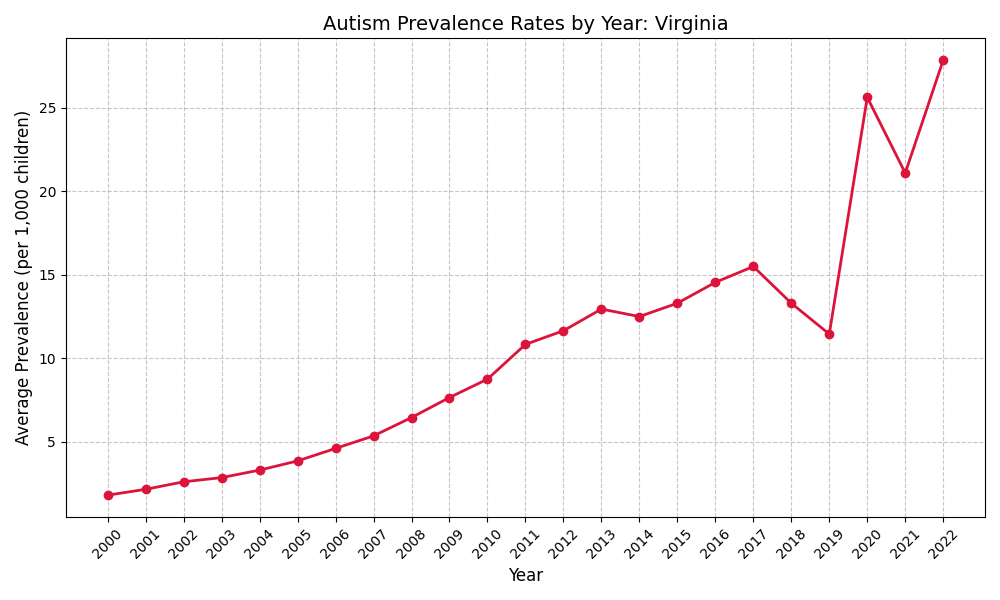 Autism Prevalence Rates by Year: Virginia
Average Prevalence (per 1,000 children)
25
20
15
10
5
2000 2001 2002 2003 2004 2005 2006 2007 2008 2009 2010 2011 2012 2013 2014 2015 2016 2017 2018 2019 2020 2021 2022
Year